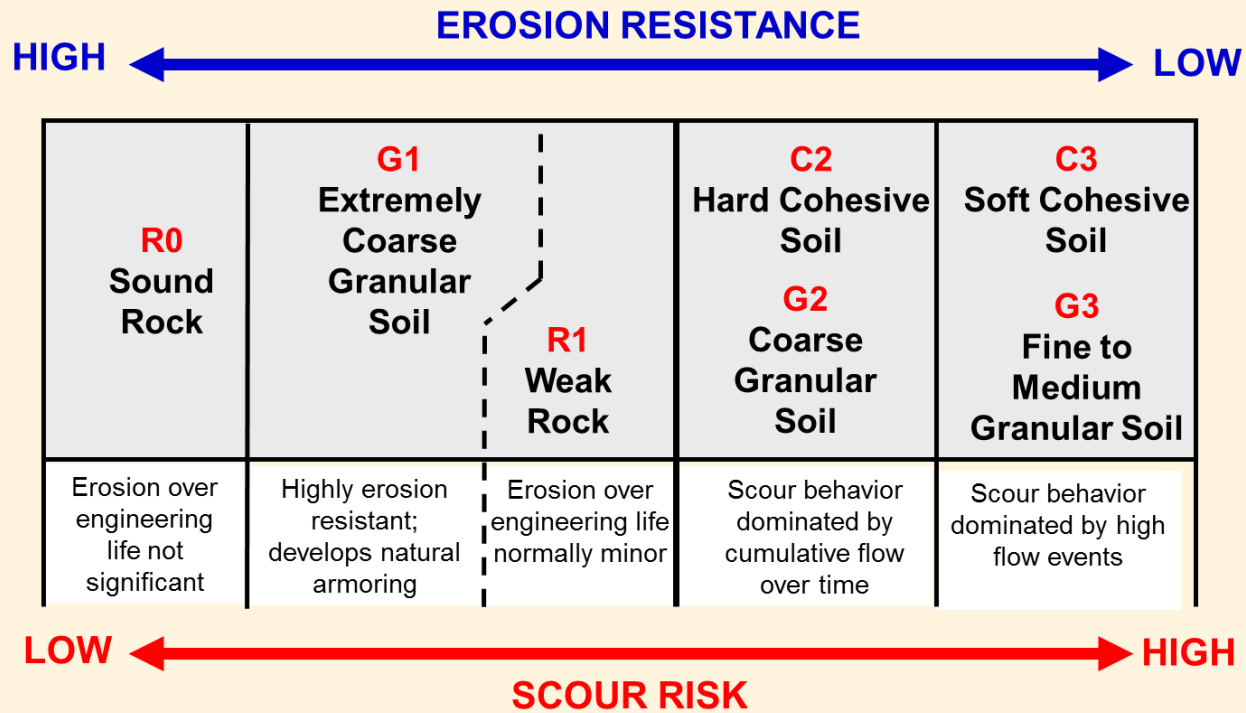 EROSION RESISTANCE
HIGH
LOW
R0
Sound
Rock
G1
Extremely
Coarse
Granular
Soil
R1
Weak
Rock
C2
Hard Cohesive
Soil
G2
Coarse
Granular
Soil
C3
Soft Cohesive
Soil
G3
Fine to
Medium
Granular Soil
Erosion over
engineering
life not
significant
Highly erosion
resistant;
develops natural
armoring
Erosion over
engineering life
normally minor
Scour behavior
dominated by
cumulative flow
over time
Scour behavior
dominated by high
flow events
LOW
HIGH
SCOUR RISK